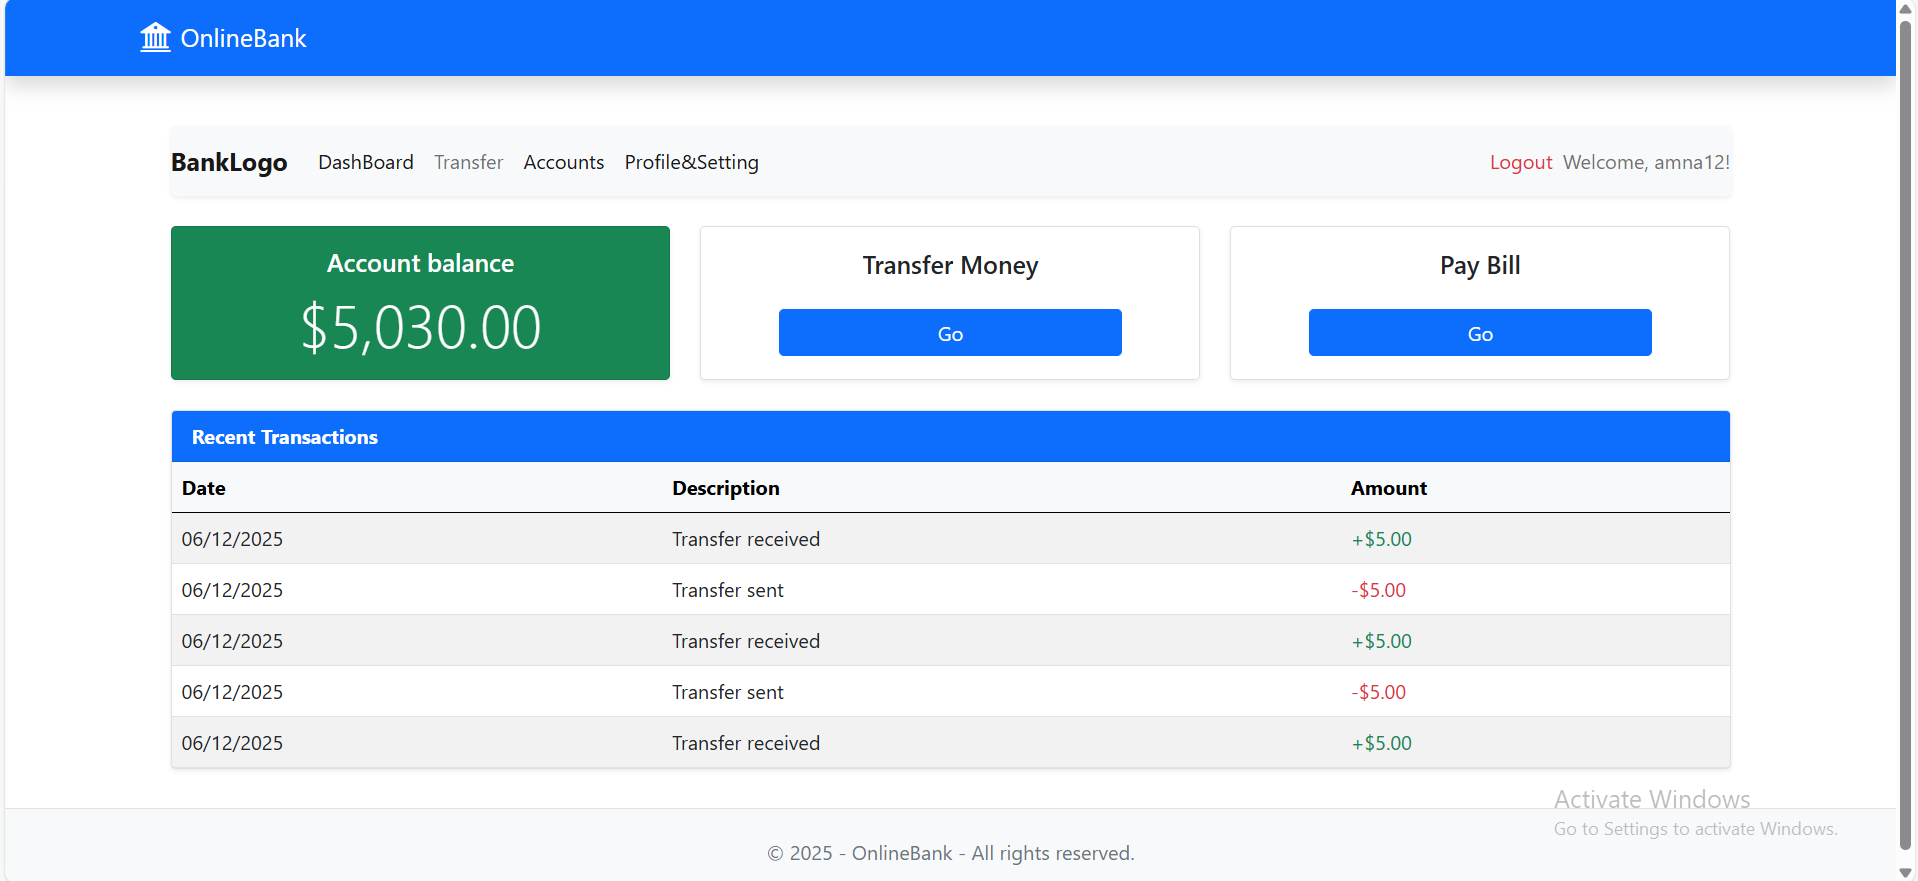 OnlineBank
BankLogo DashBoard Transfer Accounts Profile&Setting Logout Welcome, amna12!
Account balance
$5,030.00
Transfer Money
Go
Pay Bill
Go
Recent Transactions
Date Description Amount
06/12/2025 Transfer received +$5.00
06/12/2025 Transfer sent -$5.00
06/12/2025 Transfer received +$5.00
06/12/2025 Transfer sent -$5.00
06/12/2025 Transfer received +$5.00
Activate Windows
Go to Settings to activate Windows.
© 2025 - OnlineBank - All rights reserved.